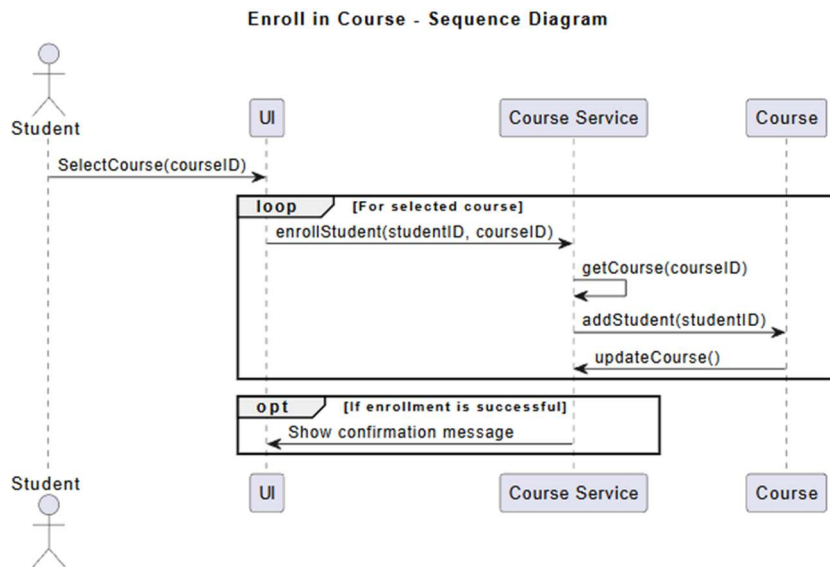 Enroll in Course - Sequence Diagram
Student
UI
Course Service
Course
SelectCourse(courseID)
loop [For selected course]
enrollStudent(studentID, courseID)
getCourse(courseID)
addStudent(studentID)
updateCourse()
opt [If enrollment is successful]
Show confirmation message
Student
UI
Course Service
Course